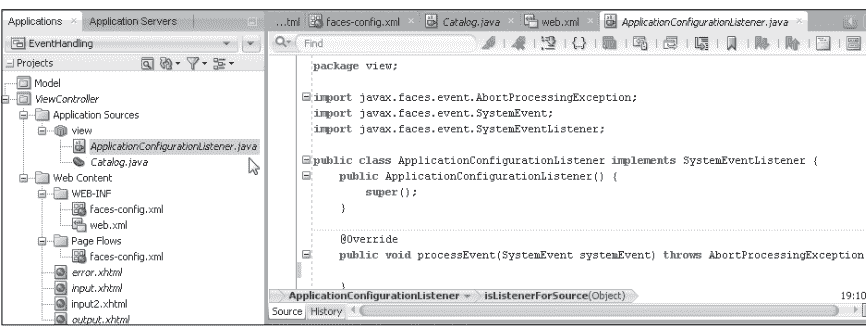 Applications × Application Servers
EventHandling
Projects
Model
ViewController
Application Sources
view
ApplicationConfigurationListener.java
Catalog.java
Web Content
WEB-INF
faces-config.xml
web.xml
Page Flows
faces-config.xml
error.xhtml
input.xhtml
input2.xhtml
output.xhtml
...tml faces-config.xml × Catalog.java × web.xml × ApplicationConfigurationListener.java ×
Find
package view;
import javax.faces.event.AbortProcessingException;
import javax.faces.event.SystemEvent;
import javax.faces.event.SystemEventListener;
public class ApplicationConfigurationListener implements SystemEventListener {
public ApplicationConfigurationListener() {
super();
}
@Override
public void processEvent(SystemEvent systemEvent) throws AbortProcessingException
}
ApplicationConfigurationListener isListenerForSource(Object)
19:10
Source History